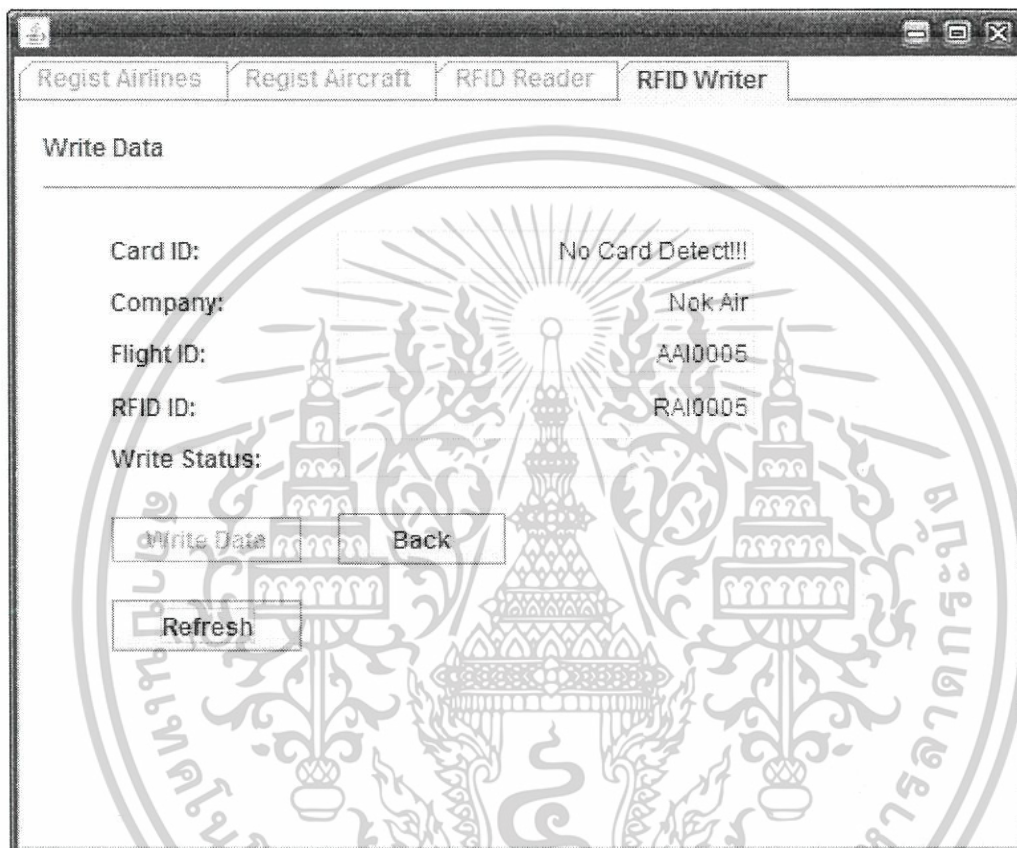 Regist Airlines Regist Aircraft RFID Reader RFID Writer
Write Data
Card ID: No Card Detect!!!
Company: Nok Air
Flight ID: AAI0005
RFID ID: RAI0005
Write Status:
Write Data Back
Refresh